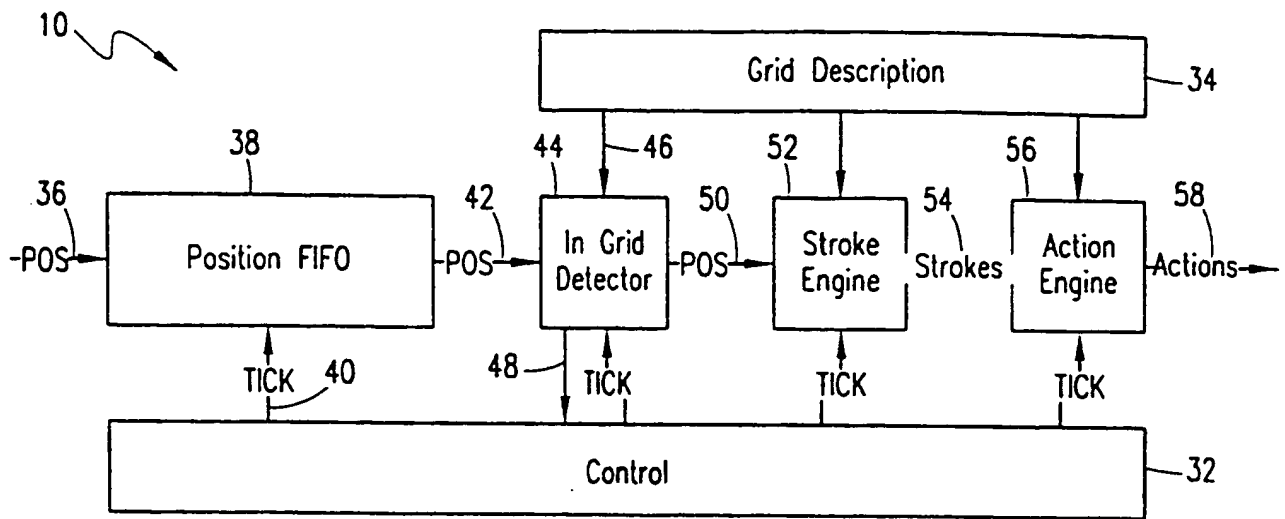 10
Grid Description
34
36
38
42
44
46
50
52
54
56
58
POS
Position FIFO
POS
In Grid
Detector
POS
Stroke
Engine
Strokes
Action
Engine
Actions
TICK
40
48
TICK
TICK
TICK
Control
32